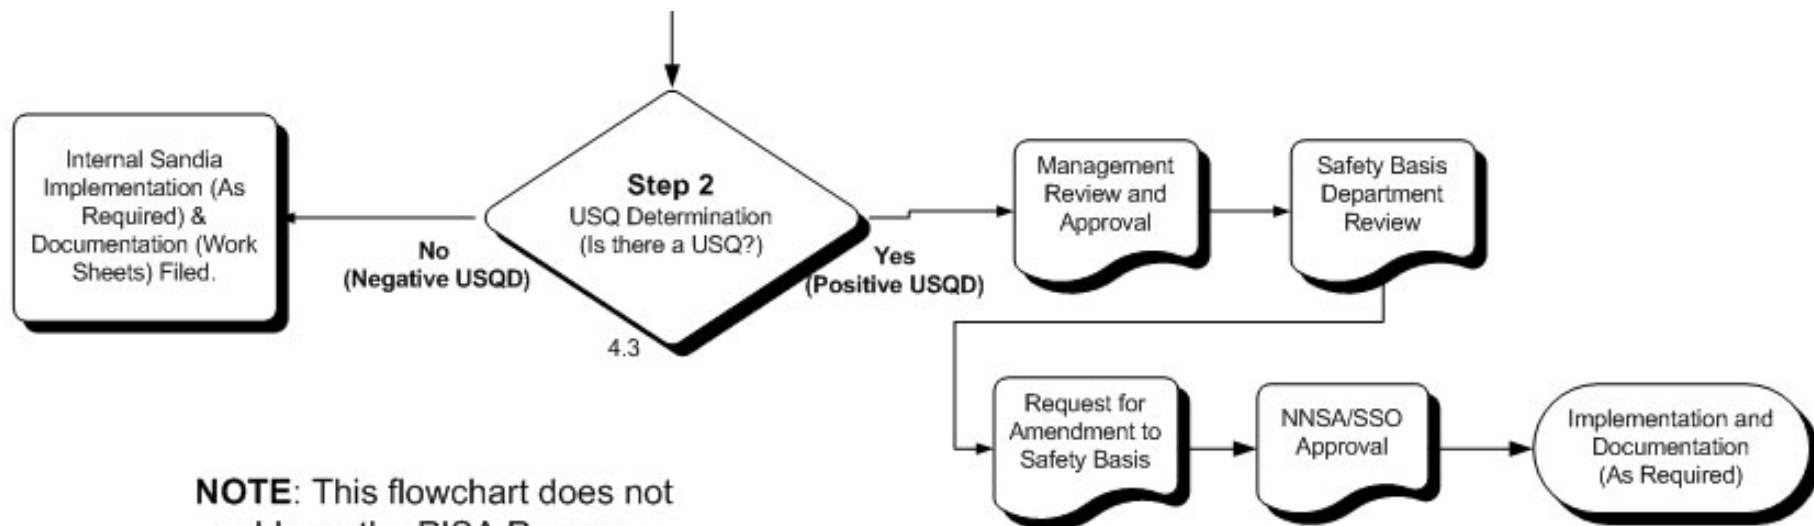 Internal Sandia
Implementation (As
Required) &
Documentation (Work
Sheets) Filed.
No
(Negative USQD)
Step 2
USQ Determination
(Is there a USQ?)
4.3
Yes
(Positive USQD)
Management
Review and
Approval
Safety Basis
Department
Review
Request for
Amendment to
Safety Basis
NNSA/SSO
Approval
Implementation and
Documentation
(As Required)
NOTE: This flowchart does not
the PISA